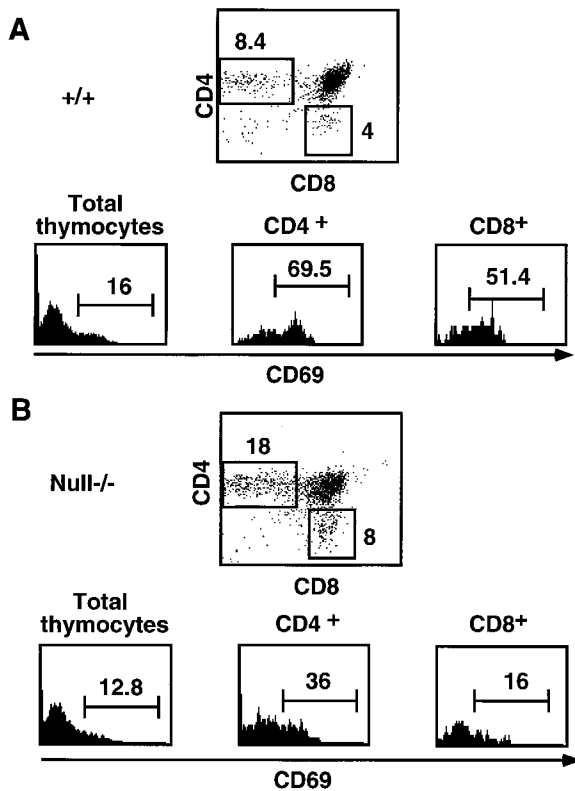 A
8.4
+/+
CD4
4
CD8
Total
thymocytes
CD4 +
CD8+
16
69.5
51.4
CD69
B
18
Null-/-
CD4
8
CD8
Total
thymocytes
CD4 +
CD8+
12.8
36
16
CD69